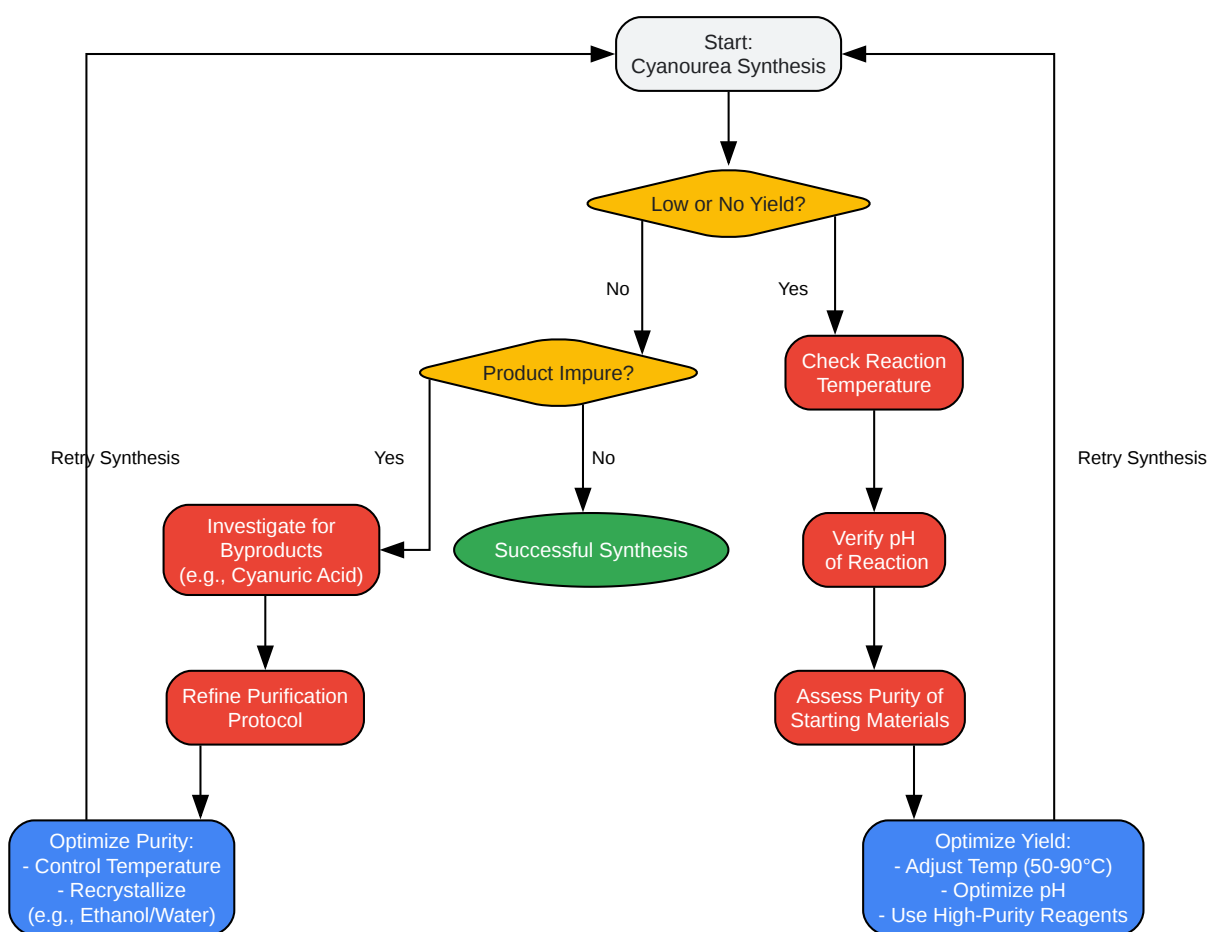 Start:
Cyanourea Synthesis
Low or No Yield?
No
Yes
Product Impure?
Check Reaction
Temperature
Retry Synthesis
Yes
No
Retry Synthesis
Investigate for
Byproducts
(e.g., Cyanuric Acid)
Successful Synthesis
Verify pH
of Reaction
Refine Purification
Protocol
Assess Purity of
Starting Materials
Optimize Purity:
- Control Temperature
- Recrystallize
(e.g., Ethanol/Water)
Optimize Yield:
- Adjust Temp (50-90°C)
- Optimize pH
- Use High-Purity Reagents